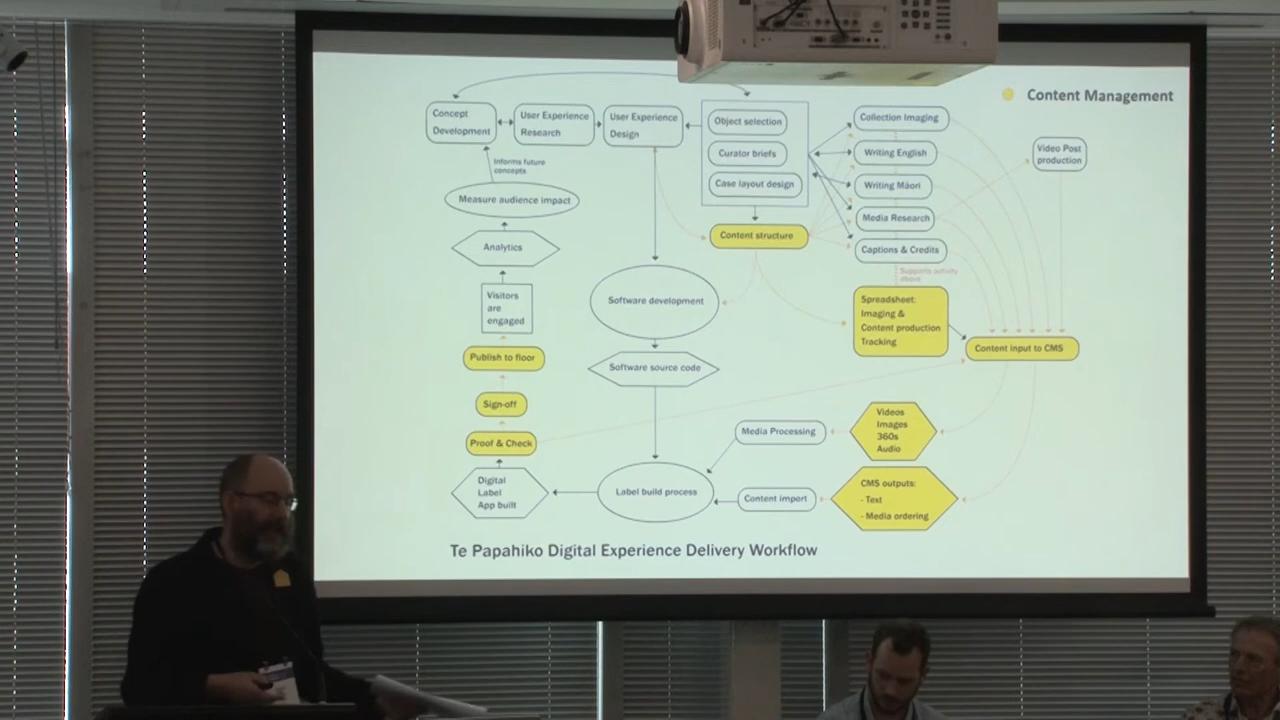 Content Management
Concept
Development
User Experience
Research
User Experience
Design
Object selection
Curator briefs
Case layout design
Collection Imaging
Writing English
Writing Māori
Media Research
Captions & Credits
Video Post
production
Informs future
concepts
Measure audience impact
Content structure
Analytics
Supports activity
above
Visitors
are
engaged
Software development
Spreadsheet:
Imaging &
Content production
Tracking
Content input to CMS
Publish to floor
Software source code
Sign-off
Proof & Check
Media Processing
Videos
Images
360s
Audio
Digital
Label
App built
Label build process
Content import
CMS outputs:
- Text
- Media ordering
Te Papahiko Digital Experience Delivery Workflow